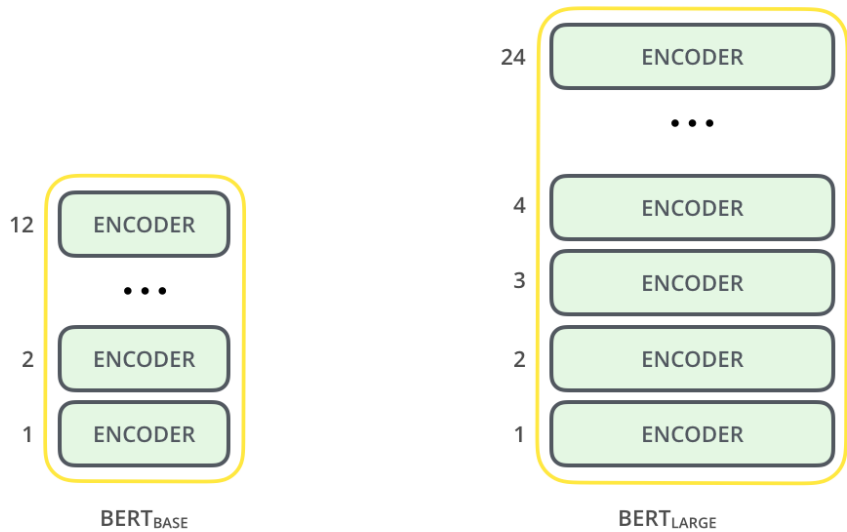 12 ENCODER
...
2 ENCODER
1 ENCODER
BERTBASE
24 ENCODER
...
4 ENCODER
3 ENCODER
2 ENCODER
1 ENCODER
BERTLARGE